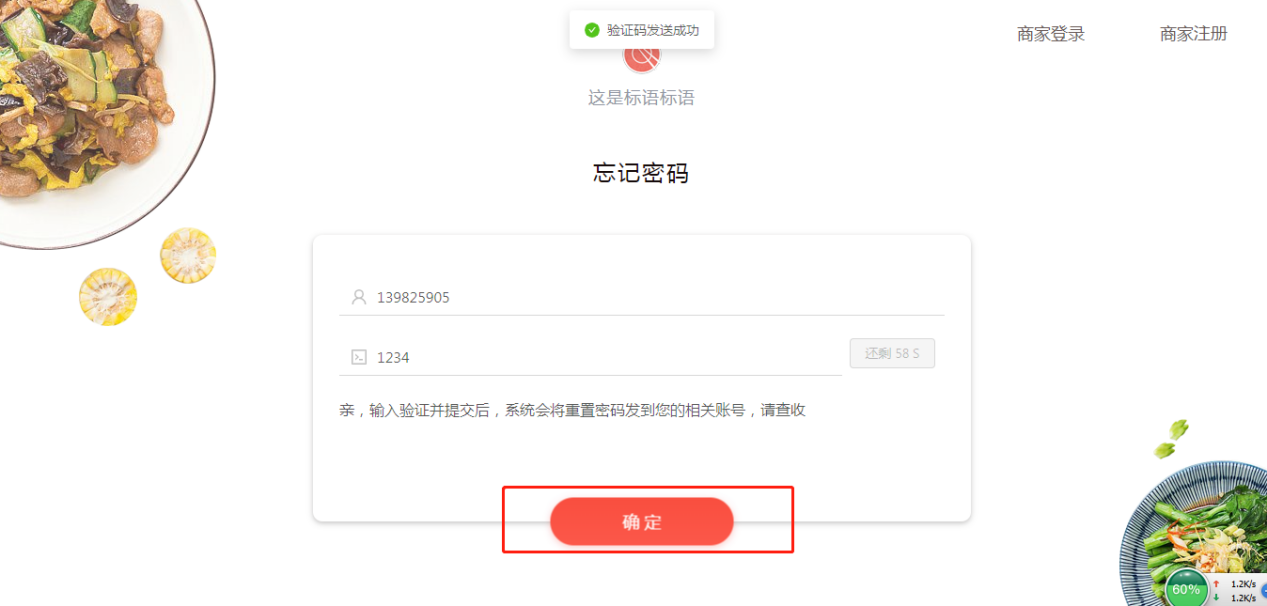 验证码发送成功
商家登录
商家注册
这是标语标语
忘记密码
139825905
1234
还剩 58 S
亲，输入验证并提交后，系统会将重置密码发到您的相关账号，请查收
确 定
60%
1.2K/s
1.2K/s